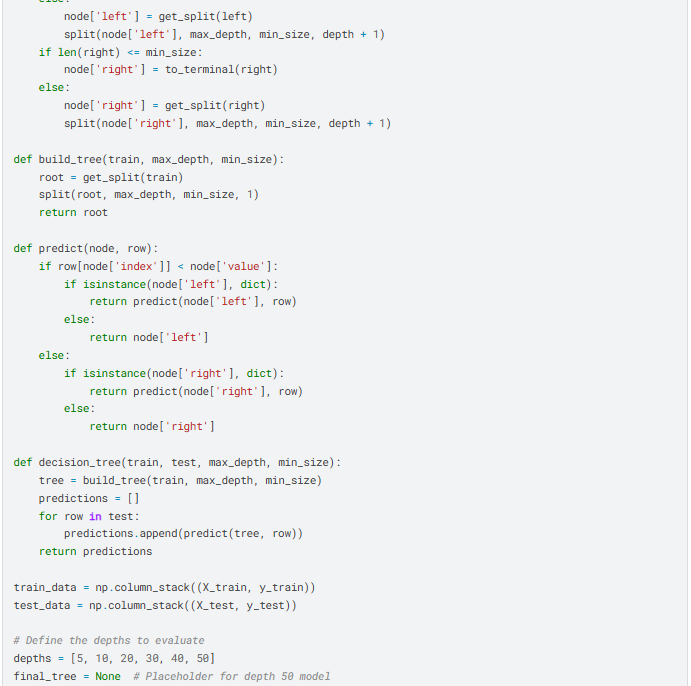 else:
        node['left'] = get_split(left)
        split(node['left'], max_depth, min_size, depth + 1)
    if len(right) <= min_size:
        node['right'] = to_terminal(right)
    else:
        node['right'] = get_split(right)
        split(node['right'], max_depth, min_size, depth + 1)

def build_tree(train, max_depth, min_size):
    root = get_split(train)
    split(root, max_depth, min_size, 1)
    return root

def predict(node, row):
    if row[node['index']] < node['value']:
        if isinstance(node['left'], dict):
            return predict(node['left'], row)
        else:
            return node['left']
    else:
        if isinstance(node['right'], dict):
            return predict(node['right'], row)
        else:
            return node['right']

def decision_tree(train, test, max_depth, min_size):
    tree = build_tree(train, max_depth, min_size)
    predictions = []
    for row in test:
        predictions.append(predict(tree, row))
    return predictions

train_data = np.column_stack((X_train, y_train))
test_data = np.column_stack((X_test, y_test))

# Define the depths to evaluate
depths = [5, 10, 20, 30, 40, 50]
final_tree = None  # Placeholder for depth 50 model